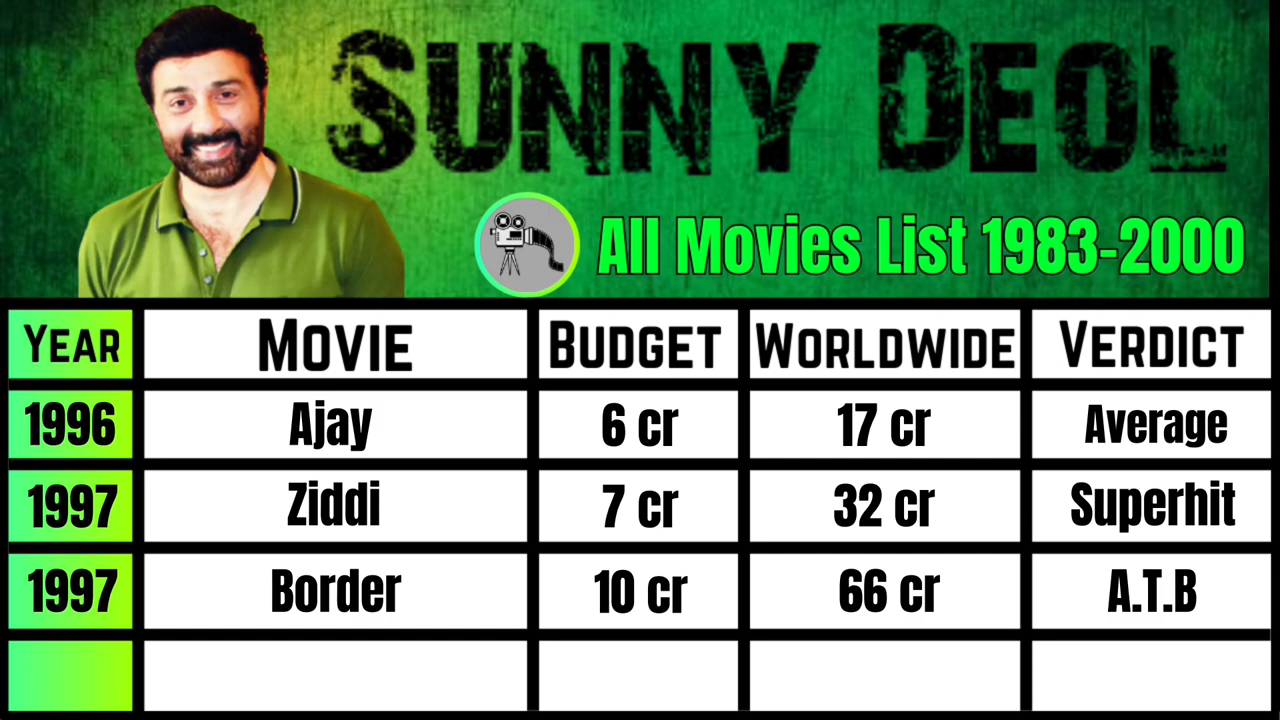 SUNNY DEOL
All Movies List 1983-2000
YEAR MOVIE BUDGET WORLDWIDE VERDICT
1996 Ajay 6 cr 17 cr Average
1997 Ziddi 7 cr 32 cr Superhit
1997 Border 10 cr 66 cr A.T.B